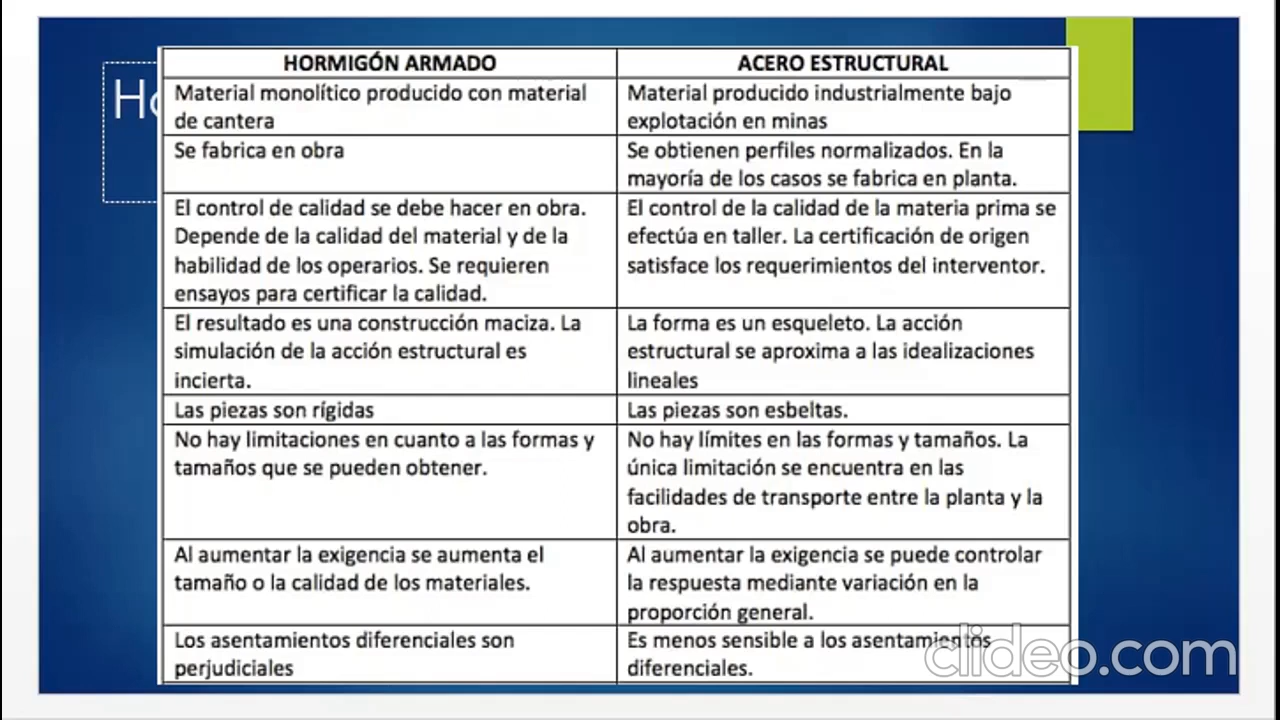 Ho
HORMIGÓN ARMADO
ACERO ESTRUCTURAL
Material monolítico producido con material
de cantera
Material producido industrialmente bajo
explotación en minas
Se fabrica en obra
Se obtienen perfiles normalizados. En la
mayoría de los casos se fabrica en planta.
El control de calidad se debe hacer en obra.
Depende de la calidad del material y de la
habilidad de los operarios. Se requieren
ensayos para certificar la calidad.
El control de la calidad de la materia prima se
efectúa en taller. La certificación de origen
satisface los requerimientos del interventor.
El resultado es una construcción maciza. La
simulación de la acción estructural es
incierta.
La forma es un esqueleto. La acción
estructural se aproxima a las idealizaciones
lineales
Las piezas son rígidas
Las piezas son esbeltas.
No hay limitaciones en cuanto a las formas y
tamaños que se pueden obtener.
No hay límites en las formas y tamaños. La
única limitación se encuentra en las
facilidades de transporte entre la planta y la
obra.
Al aumentar la exigencia se aumenta el
tamaño o la calidad de los materiales.
Al aumentar la exigencia se puede controlar
la respuesta mediante variación en la
proporción general.
Los asentamientos diferenciales son
perjudiciales
Es menos sensible a los asentamientos
diferenciales.
clideo.com